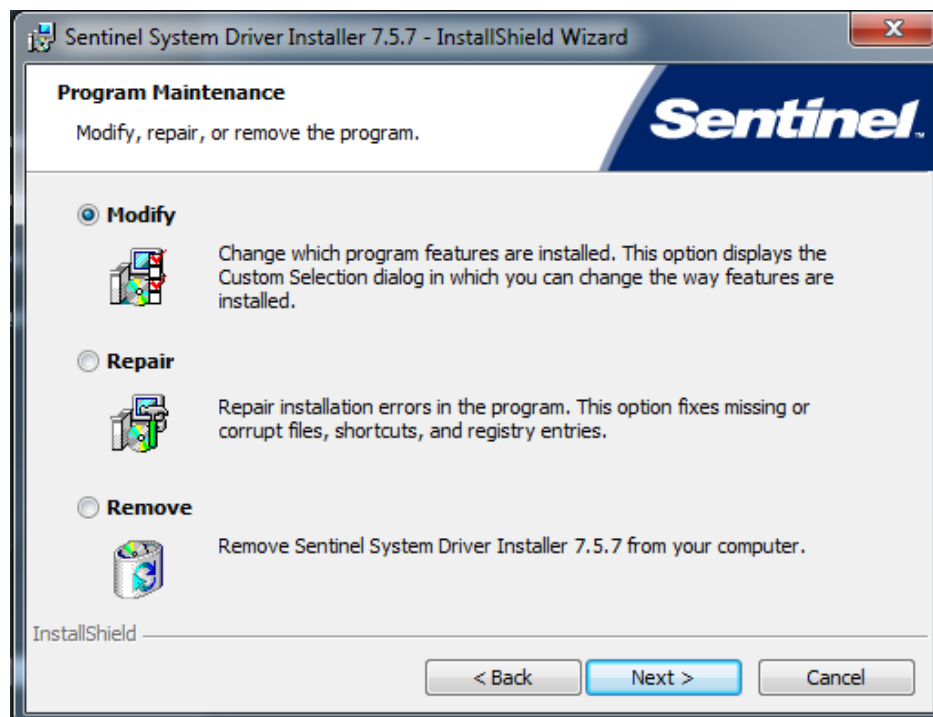 Sentinel System Driver Installer 7.5.7 - InstallShield Wizard
Program Maintenance
Modify, repair, or remove the program.
Sentinel™
Modify
Change which program features are installed. This option displays the
Custom Selection dialog in which you can change the way features are
installed.
Repair
Repair installation errors in the program. This option fixes missing or
corrupt files, shortcuts, and registry entries.
Remove
Remove Sentinel System Driver Installer 7.5.7 from your computer.
InstallShield
< Back
Next >
Cancel